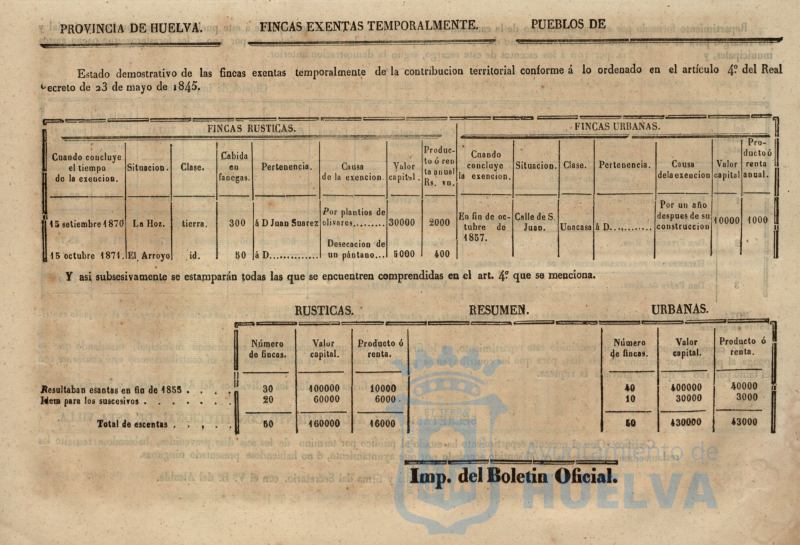 PROVINCIA DE HUELVA. FINCAS EXENTAS TEMPORALMENTE. PUEBLOS DE
Estado demostrativo de las fincas exentas temporalmente de la contribucion territorial conforme á lo ordenado en el artículo 4º. del Real
decreto de 23 de mayo de 1845.
FINCAS RUSTICAS. FINCAS URBANAS.
Cuando concluye el tiempo de la exencion. Situacion. Clase. Cabida en fanegas. Pertenencia. Causa de la exencion Valor capital. Producto ó renta anual Rs. vn. Cuando concluye la exencion. Situacion. Clase. Pertenencia. Causa de la exencion Valor capital Producto ó renta anual.
15 setiembre 1870 La Hoz. tierra. 300 á D Juan Suarez Por plantios de olivares......... 30000 2000 En fin de octubre de 1857. Calle de S. Juan. Una casa á D........... Por un año despues de su construccion 10000 1000
15 octubre 1871. El Arroyo id. 50 á D............. Desecacion de un pántano... 5000 400
Y asi subsesivamente se estamparán todas las que se encuentren comprendidas en el art. 4º. que se menciona.
RUSTICAS. RESUMEN. URBANAS.
Número de fincas. Valor capital. Producto ó renta. Número de fincas. Valor capital. Producto ó renta.
Resultaban esantas en fin de 1855 . . . . 30 100000 10000 40 400000 40000
Idem para los suscesivos . . . . . . . 20 60000 6000 10 30000 3000
Total de escentas . . . . . 50 160000 16000 50 430000 43000
Imp. del Boletin Oficial.
Ayuntamiento de
HUELVA